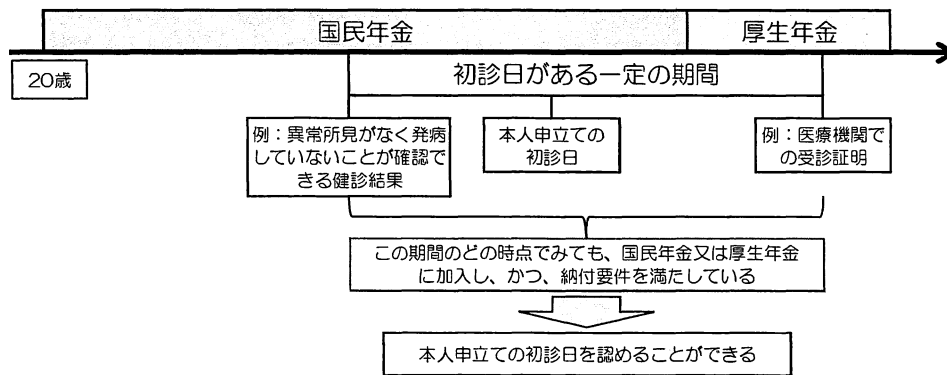 国民年金
厚生年金
20歳
初診日がある一定の期間
例：異常所見がなく発病
していないことが確認で
きる健診結果
本人申立ての
初診日
例：医療機関で
の受診証明
この期間のどの時点でみても、国民年金又は厚生年金
に加入し、かつ、納付要件を満たしている
本人申立ての初診日を認めることができる